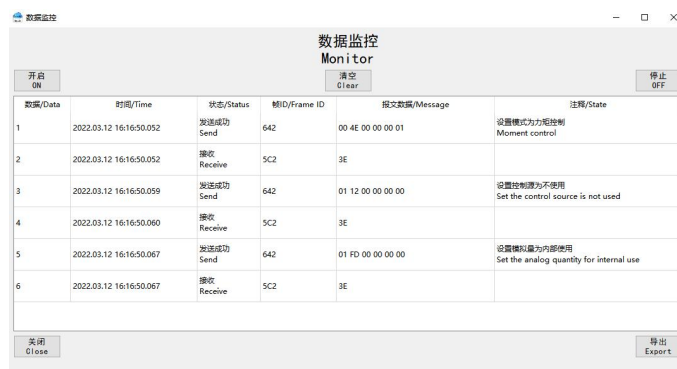 数据监控
数据监控
Monitor
开启
ON
清空
Clear
停止
OFF
数据/Data 时间/Time 状态/Status 帧ID/Frame ID 报文数据/Message 注释/State
1 2022.03.12 16:16:50.052 发送成功 Send 642 00 4E 00 00 00 01 设置模式为力矩控制 Moment control
2 2022.03.12 16:16:50.052 接收 Receive 5C2 3E
3 2022.03.12 16:16:50.059 发送成功 Send 642 01 12 00 00 00 00 设置控制源为不使用 Set the control source is not used
4 2022.03.12 16:16:50.060 接收 Receive 5C2 3E
5 2022.03.12 16:16:50.067 发送成功 Send 642 01 FD 00 00 00 00 设置模拟量为内部使用 Set the analog quantity for internal use
6 2022.03.12 16:16:50.067 接收 Receive 5C2 3E
关闭
Close
导出
Export